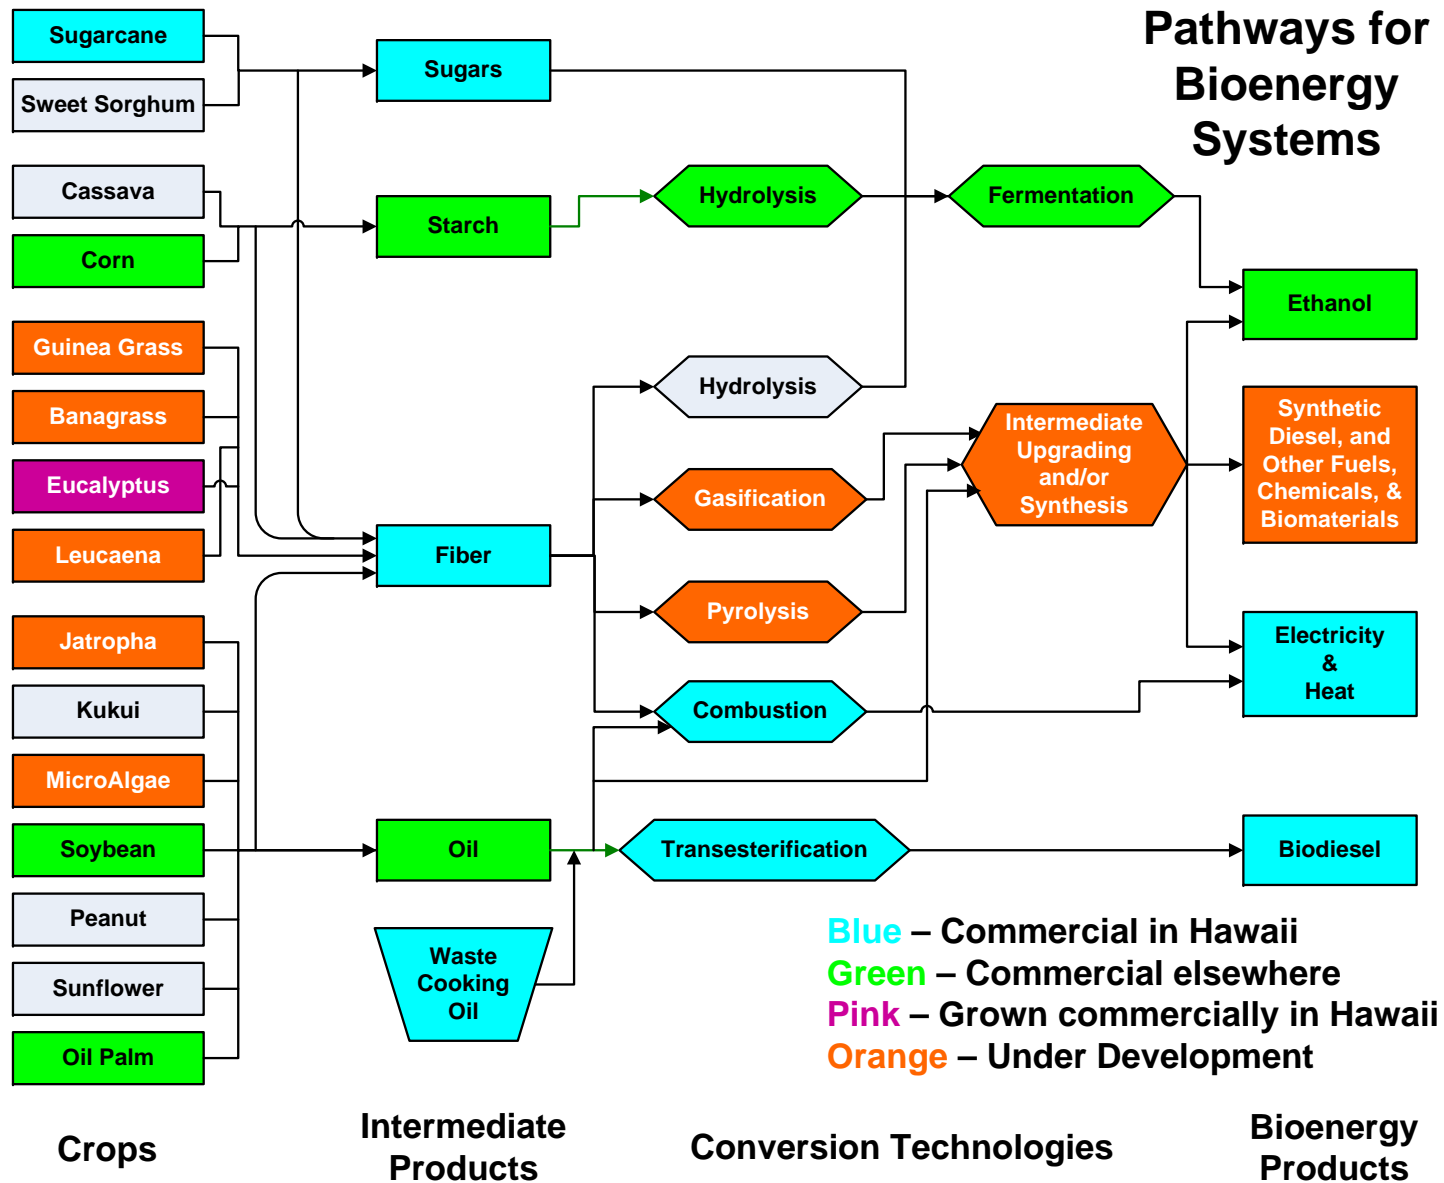 Pathways for
Bioenergy
Systems
Sugarcane
Sweet Sorghum
Cassava
Corn
Guinea Grass
Banagrass
Eucalyptus
Leucaena
Jatropha
Kukui
MicroAlgae
Soybean
Peanut
Sunflower
Oil Palm
Sugars
Starch
Fiber
Oil
Waste
Cooking
Oil
Hydrolysis
Hydrolysis
Gasification
Pyrolysis
Combustion
Transesterification
Fermentation
Intermediate
Upgrading
and/or
Synthesis
Ethanol
Synthetic
Diesel, and
Other Fuels,
Chemicals, &
Biomaterials
Electricity
&
Heat
Biodiesel
Blue – Commercial in Hawaii
Green – Commercial elsewhere
Pink – Grown commercially in Hawaii
Orange – Under Development
Crops
Intermediate
Products
Conversion Technologies
Bioenergy
Products